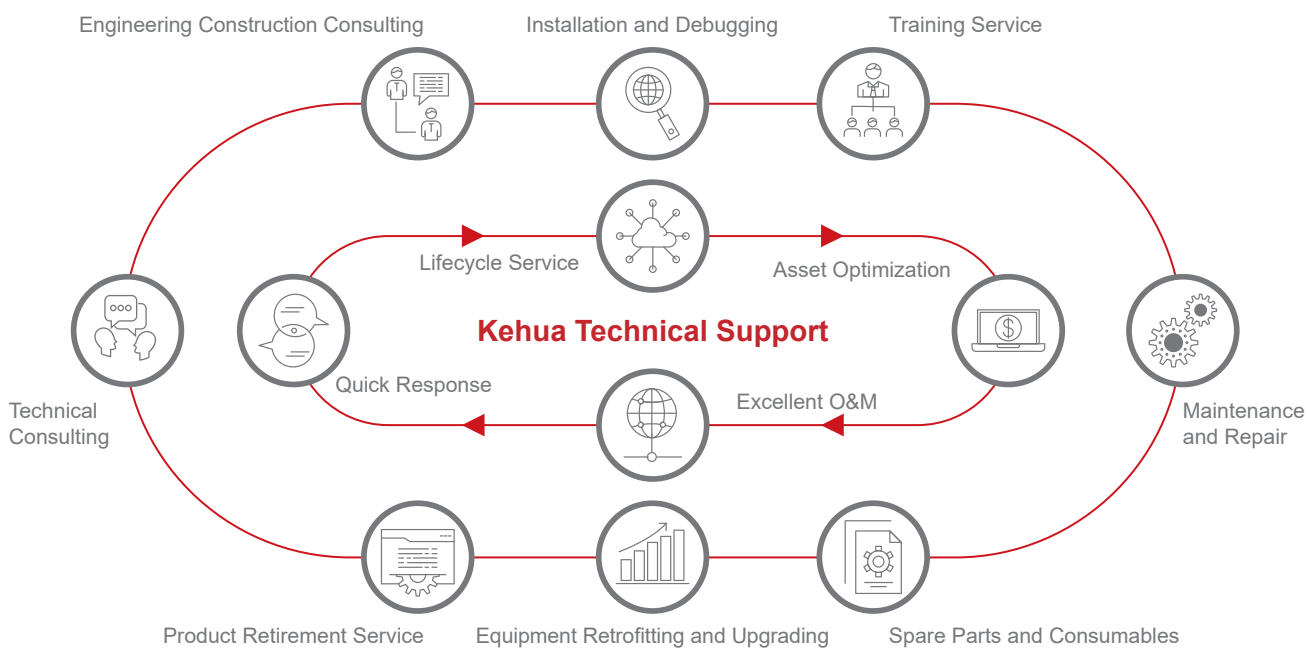 Engineering Construction Consulting
Installation and Debugging
Training Service
Lifecycle Service
Asset Optimization
Kehua Technical Support
Quick Response
Excellent O&M
Technical
Consulting
Maintenance
and Repair
Product Retirement Service
Equipment Retrofitting and Upgrading
Spare Parts and Consumables